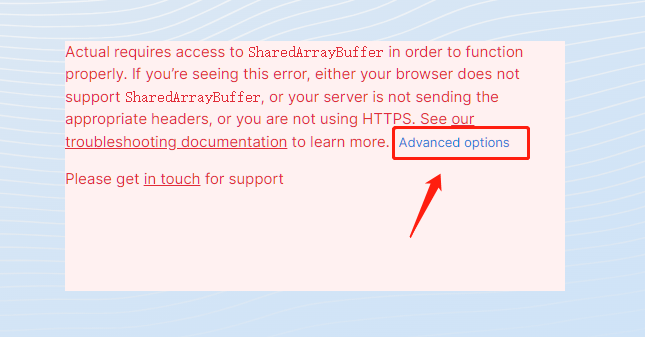 Actual requires access to SharedArrayBuffer in order to function
properly. If you’re seeing this error, either your browser does not
support SharedArrayBuffer, or your server is not sending the
appropriate headers, or you are not using HTTPS. See our
troubleshooting documentation to learn more. Advanced options
Please get in touch for support